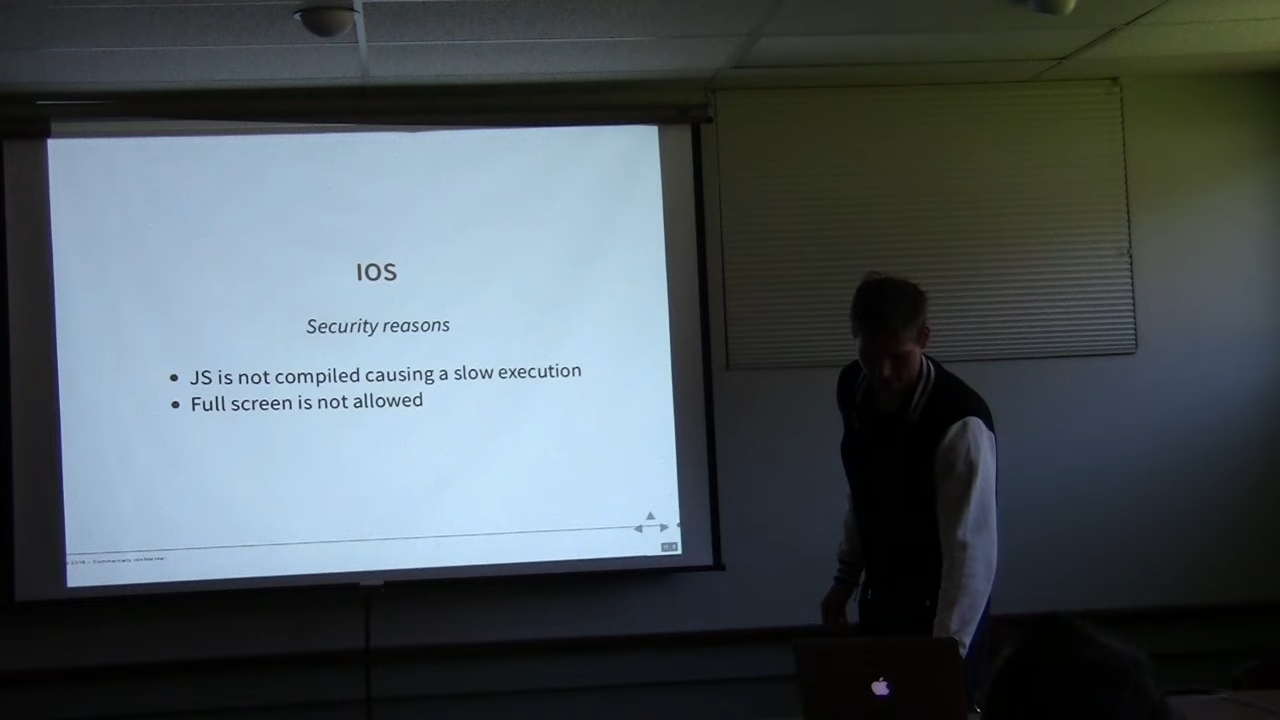 IOS
Security reasons
JS is not compiled causing a slow execution
Full screen is not allowed